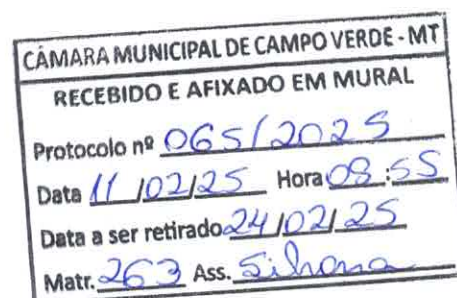 CÂMARA MUNICIPAL DE CAMPO VERDE - MT
RECEBIDO E AFIXADO EM MURAL
Protocolo nº 065/2025
Data 11/02/25 Hora 08:55
Data a ser retirado 24/02/25
Matr. 263 Ass.